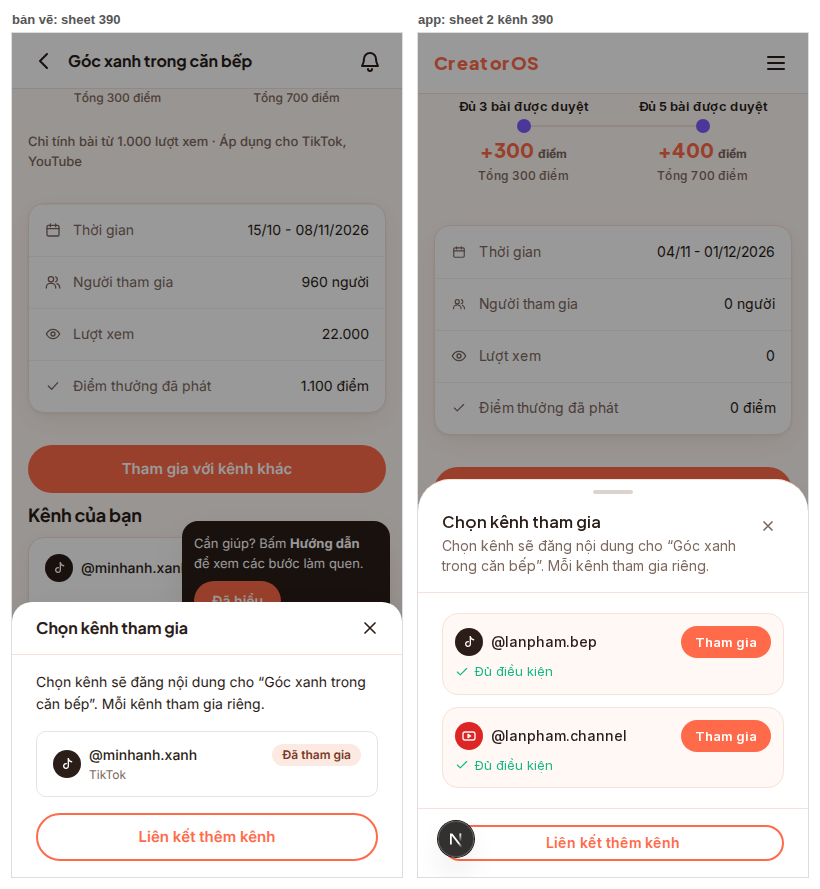 bản vẽ: sheet 390
Góc xanh trong căn bếp
Tổng 300 điểm
Tổng 700 điểm
Chỉ tính bài từ 1.000 lượt xem · Áp dụng cho TikTok,
YouTube
Thời gian
15/10 - 08/11/2026
Người tham gia
960 người
Lượt xem
22.000
Điểm thưởng đã phát
1.100 điểm
Tham gia với kênh khác
Kênh của bạn
@minhanh.xan
Cần giúp? Bấm Hướng dẫn
để xem các bước làm quen.
Đã hiểu
Chọn kênh tham gia
Chọn kênh sẽ đăng nội dung cho “Góc xanh trong
căn bếp”. Mỗi kênh tham gia riêng.
@minhanh.xanh
TikTok
Đã tham gia
Liên kết thêm kênh
app: sheet 2 kênh 390
CreatorOS
Đủ 3 bài được duyệt
Đủ 5 bài được duyệt
+300 điểm
+400 điểm
Tổng 300 điểm
Tổng 700 điểm
Thời gian
04/11 - 01/12/2026
Người tham gia
0 người
Lượt xem
0
Điểm thưởng đã phát
0 điểm
Chọn kênh tham gia
Chọn kênh sẽ đăng nội dung cho “Góc xanh
trong căn bếp”. Mỗi kênh tham gia riêng.
@lanpham.bep
Tham gia
Đủ điều kiện
@lanpham.channel
Tham gia
Đủ điều kiện
N
Liên kết thêm kênh